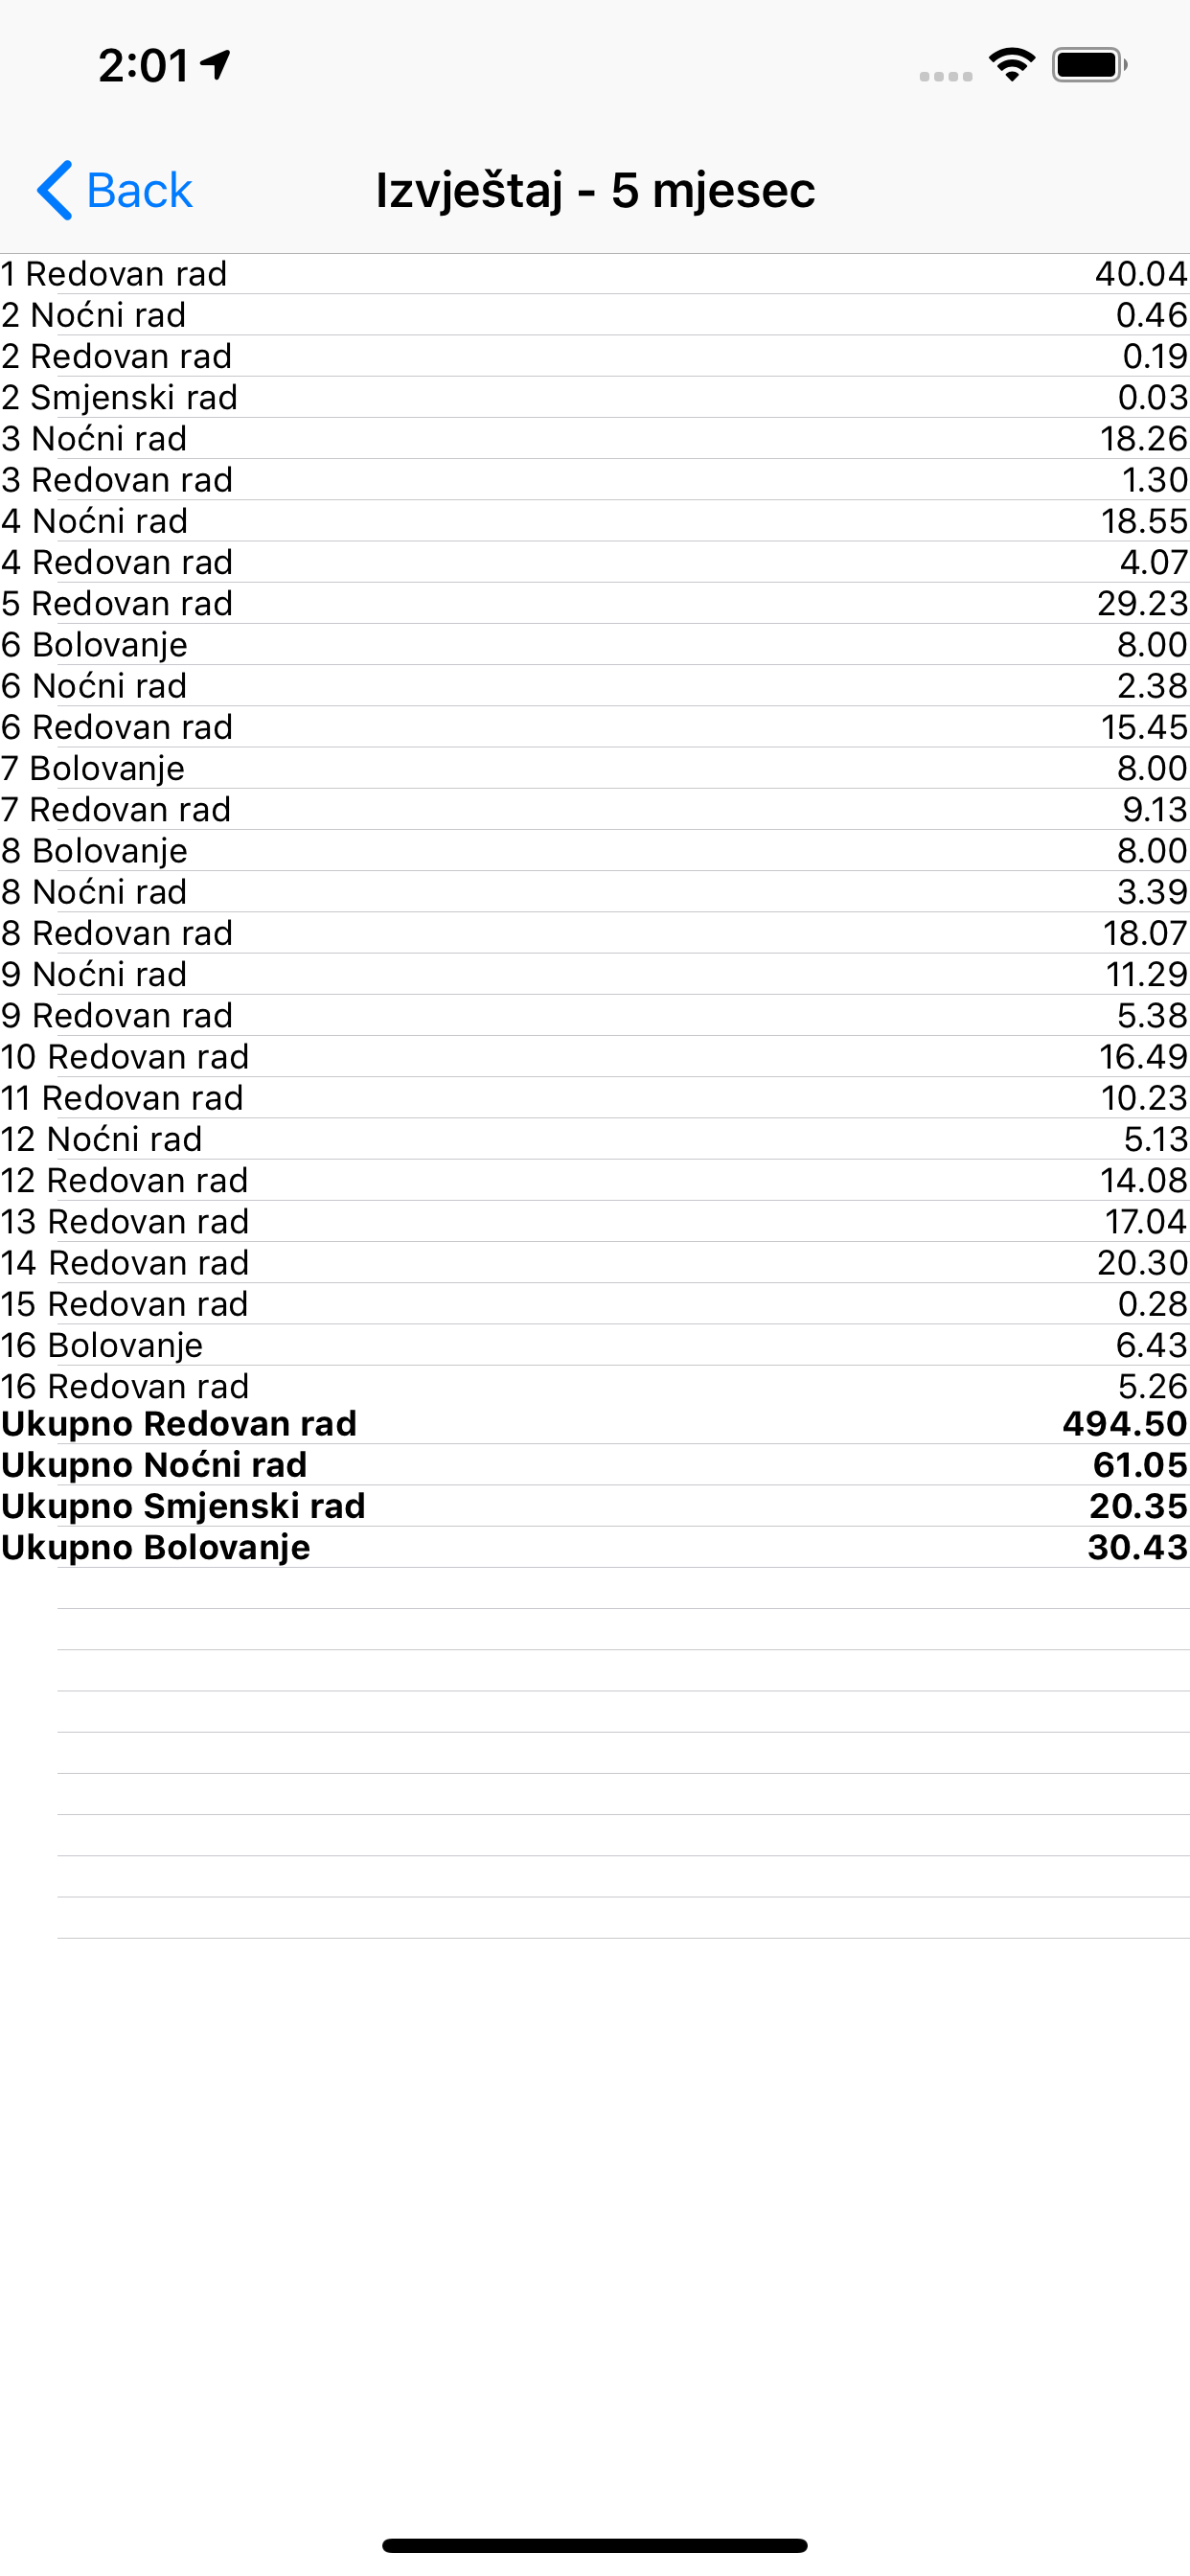 2:01
Back Izvještaj - 5 mjesec
1 Redovan rad 40.04
2 Noćni rad 0.46
2 Redovan rad 0.19
2 Smjenski rad 0.03
3 Noćni rad 18.26
3 Redovan rad 1.30
4 Noćni rad 18.55
4 Redovan rad 4.07
5 Redovan rad 29.23
6 Bolovanje 8.00
6 Noćni rad 2.38
6 Redovan rad 15.45
7 Bolovanje 8.00
7 Redovan rad 9.13
8 Bolovanje 8.00
8 Noćni rad 3.39
8 Redovan rad 18.07
9 Noćni rad 11.29
9 Redovan rad 5.38
10 Redovan rad 16.49
11 Redovan rad 10.23
12 Noćni rad 5.13
12 Redovan rad 14.08
13 Redovan rad 17.04
14 Redovan rad 20.30
15 Redovan rad 0.28
16 Bolovanje 6.43
16 Redovan rad 5.26
Ukupno Redovan rad 494.50
Ukupno Noćni rad 61.05
Ukupno Smjenski rad 20.35
Ukupno Bolovanje 30.43